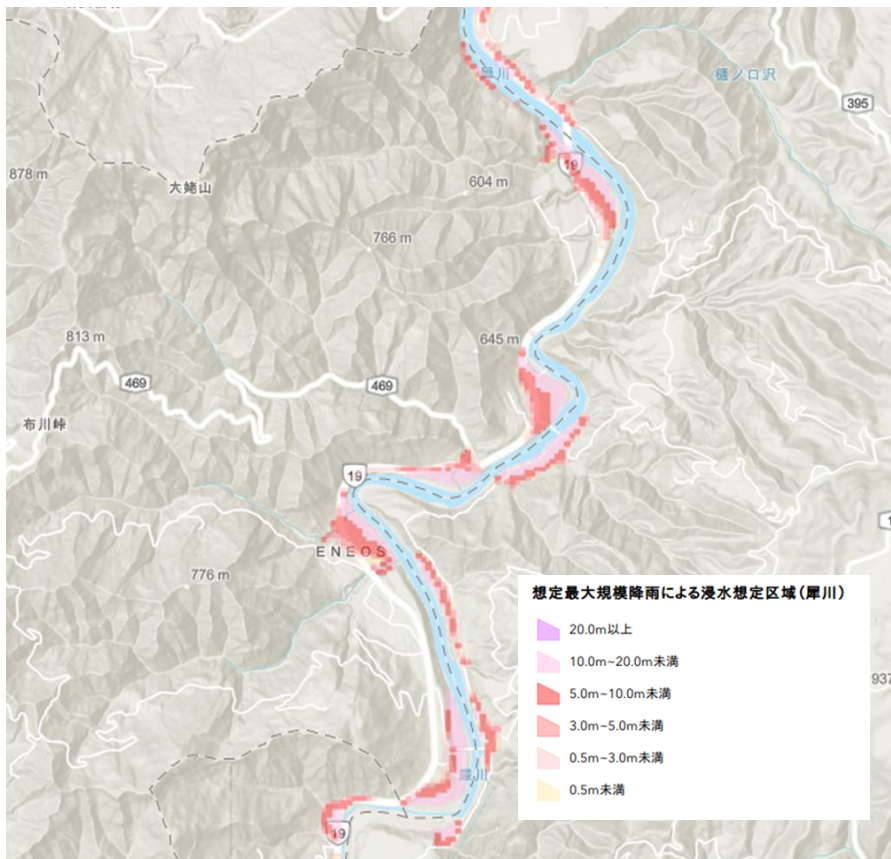 犀川
樋ノ口沢
395
19
878 m
大姥山
604 m
766 m
813 m
645 m
469
469
布川峠
19
ENEOS
776 m
想定最大規模降雨による浸水想定区域(犀川)
20.0m以上
10.0m~20.0m未満
5.0m~10.0m未満
3.0m~5.0m未満
0.5m~3.0m未満
0.5m未満
937
犀川
19